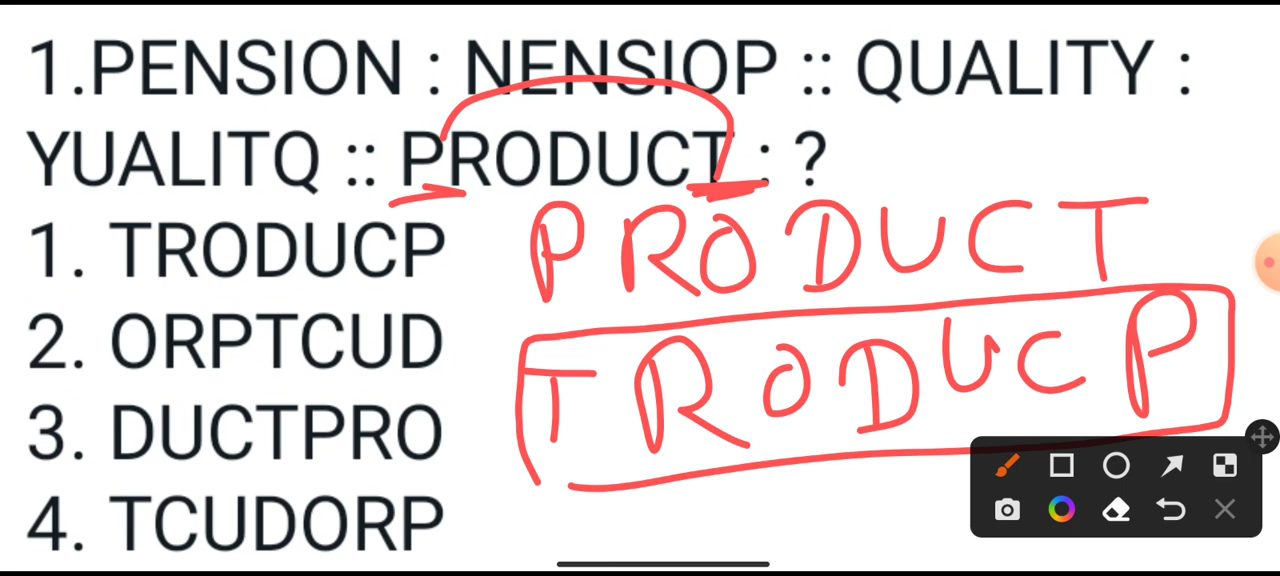 1.PENSION : NENSIOP :: QUALITY :
YUALITQ :: PRODUCT : ?
1. TRODUCP
2. ORPTCUD
3. DUCTPRO
4. TCUDORP
PRODUCT
TRODUCP